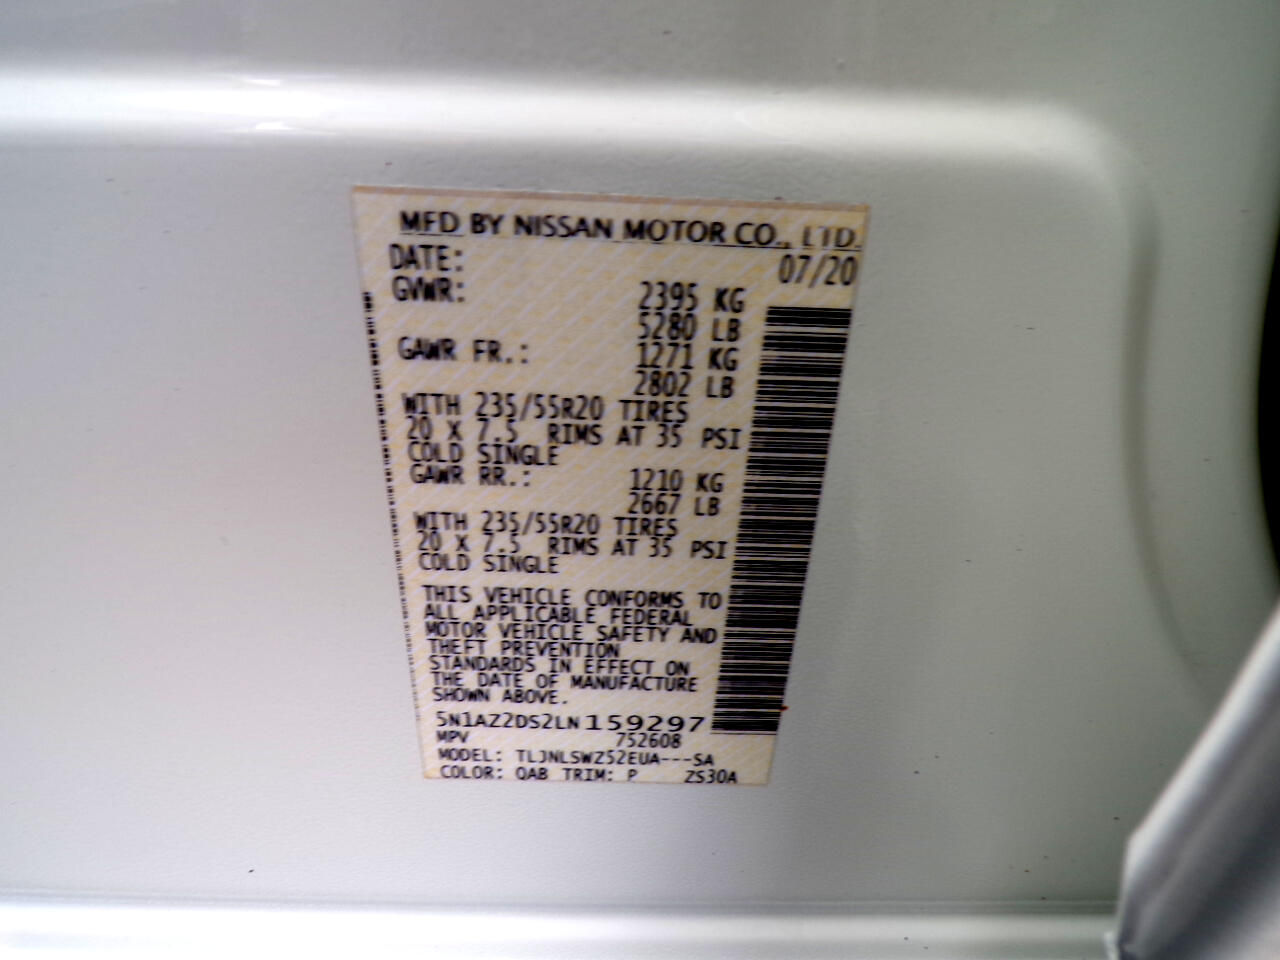 MFD BY NISSAN MOTOR CO., LTD.
DATE: 07/20
GVWR: 2395 KG
5280 LB
GAWR FR.: 1271 KG
2802 LB
WITH 235/55R20 TIRES
20 X 7.5 RIMS AT 35 PSI
COLD SINGLE
GAWR RR.: 1210 KG
2667 LB
WITH 235/55R20 TIRES
20 X 7.5 RIMS AT 35 PSI
COLD SINGLE
THIS VEHICLE CONFORMS TO
ALL APPLICABLE FEDERAL
MOTOR VEHICLE SAFETY AND
THEFT PREVENTION
STANDARDS IN EFFECT ON
THE DATE OF MANUFACTURE
SHOWN ABOVE.
5N1AZ2DS2LN159297
MPV 752608
MODEL: TLJNLSWZ52EUA---SA
COLOR: QAB TRIM: P ZS30A